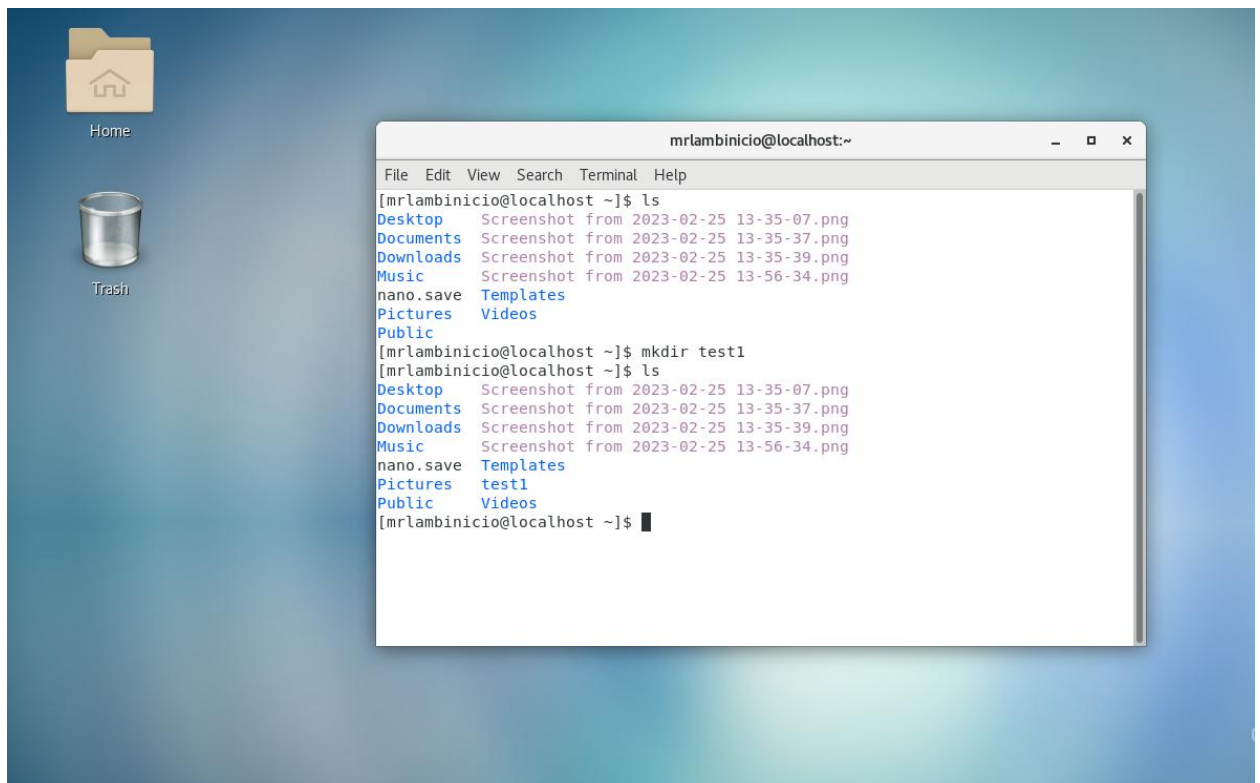 Home
Trash
mrlambinicio@localhost:~
File Edit View Search Terminal Help
[mrlambinicio@localhost ~]$ ls
Desktop Screenshot from 2023-02-25 13-35-07.png
Documents Screenshot from 2023-02-25 13-35-37.png
Downloads Screenshot from 2023-02-25 13-35-39.png
Music Screenshot from 2023-02-25 13-56-34.png
nano.save Templates
Pictures Videos
Public
[mrlambinicio@localhost ~]$ mkdir test1
[mrlambinicio@localhost ~]$ ls
Desktop Screenshot from 2023-02-25 13-35-07.png
Documents Screenshot from 2023-02-25 13-35-37.png
Downloads Screenshot from 2023-02-25 13-35-39.png
Music Screenshot from 2023-02-25 13-56-34.png
nano.save Templates
Pictures test1
Public Videos
[mrlambinicio@localhost ~]$